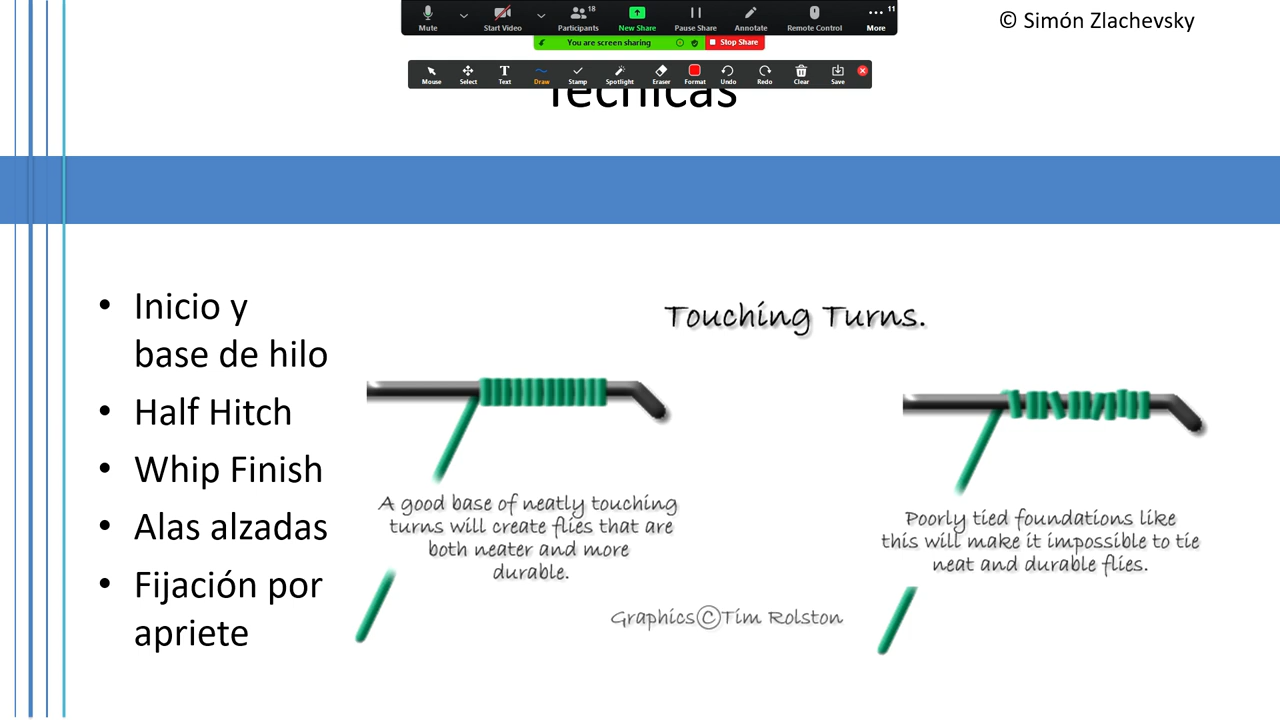 © Simón Zlachevsky
18
11
Mute
Start Video
Participants
New Share
Pause Share
Annotate
Remote Control
More
You are screen sharing
Stop Share
Mouse
Select
Text
Draw
Stamp
Spotlight
Eraser
Format
Undo
Redo
Clear
Save
Técnicas
• Inicio y
base de hilo
• Half Hitch
• Whip Finish
• Alas alzadas
• Fijación por
apriete
Touching Turns.
A good base of neatly touching
turns will create flies that are
both neater and more
durable.
Poorly tied foundations like
this will make it impossible to tie
neat and durable flies.
Graphics©Tim Rolston